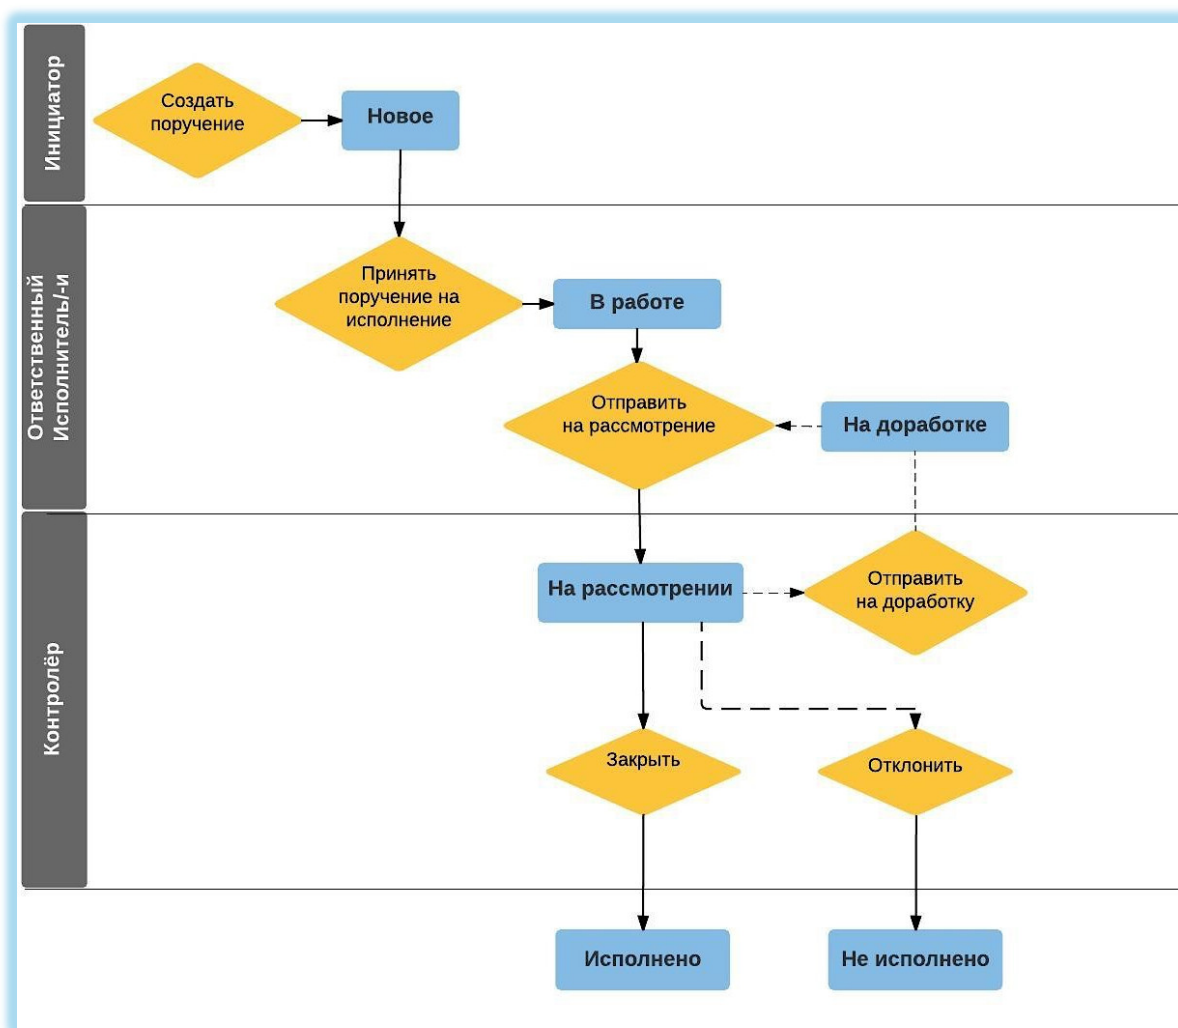 Инициатор
Создать
поручение
Новое
Ответственный
Исполнитель/-и
Принять
поручение на
исполнение
В работе
Отправить
на рассмотрение
На доработке
Контролёр
На рассмотрении
Отправить
на доработку
Закрыть
Отклонить
Исполнено
Не исполнено